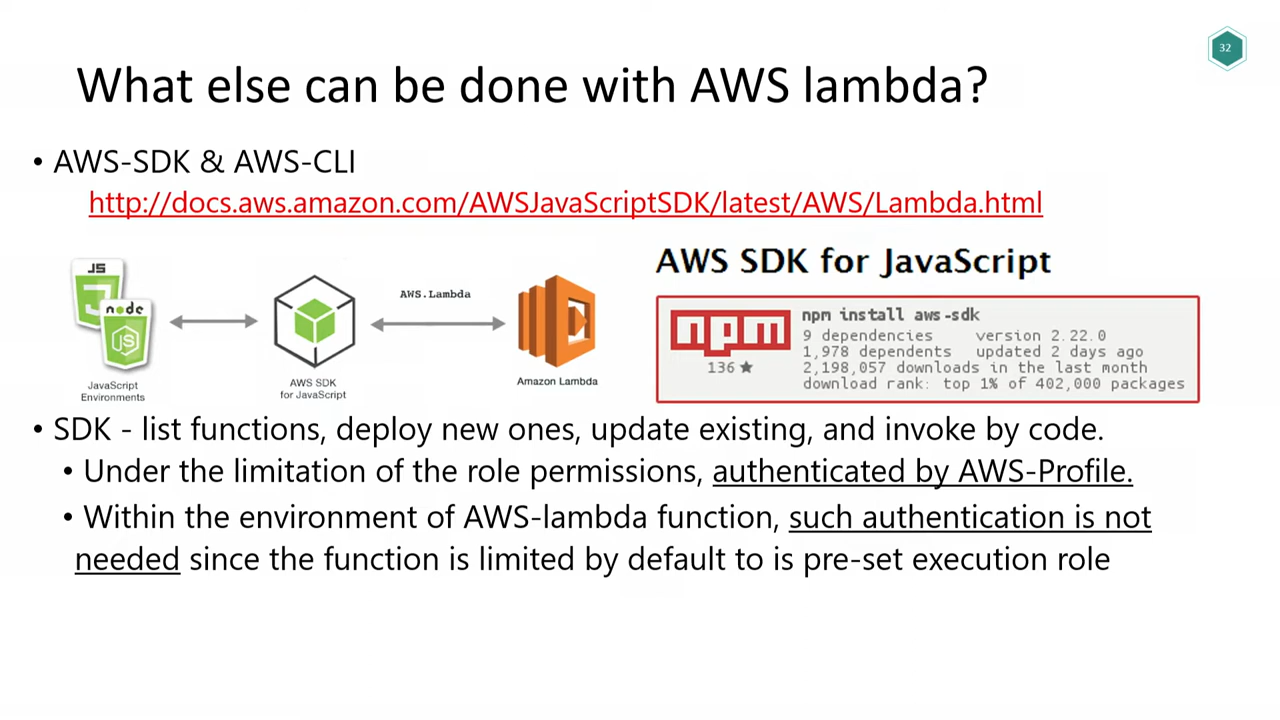 32
What else can be done with AWS lambda?
• AWS-SDK & AWS-CLI
http://docs.aws.amazon.com/AWSJavaScriptSDK/latest/AWS/Lambda.html
JS
node
JS
JavaScript
Environments
AWS SDK
for JavaScript
AWS.Lambda
Amazon Lambda
AWS SDK for JavaScript
npm
136 ★
npm install aws-sdk
9 dependencies version 2.22.0
1,978 dependents updated 2 days ago
2,198,057 downloads in the last month
download rank: top 1% of 402,000 packages
• SDK - list functions, deploy new ones, update existing, and invoke by code.
• Under the limitation of the role permissions, authenticated by AWS-Profile.
• Within the environment of AWS-lambda function, such authentication is not
needed since the function is limited by default to is pre-set execution role